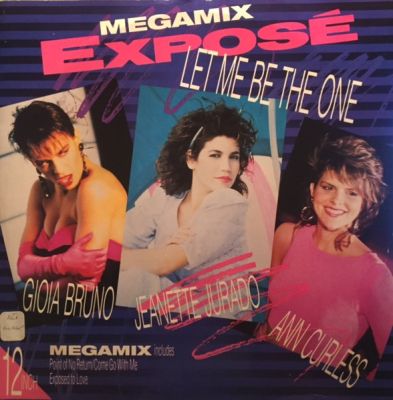 MEGAMIX
EXPOSÉ
LET ME BE THE ONE
GIOIA BRUNO
JEANETTE JURADO
ANN CURLESS
12 INCH
MEGAMIX includes
Point of No Return/Come Go With Me
Exposed to Love